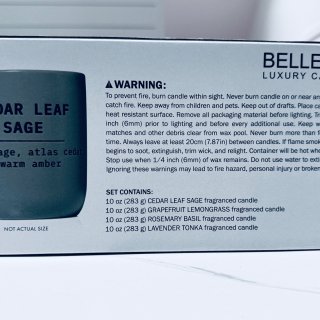 BELLE
LUXURY CA
⚠WARNING:
To prevent fire, burn candle within sight. Never burn candle on or near an
catch fire. Keep away from children and pets. Keep out of drafts. Place ca
heat resistant surface. Remove all packaging material before lighting. Tri
inch (6mm) prior to lighting and before every additional use. Keep w
matches and other debris clear from wax pool. Never burn more than f
time. Always leave at least 20cm (7.87in) between candles. If flame smok
begins to soot, extinguish, trim wick, and relight. Container will be hot whe
Stop use when 1/4 inch (6mm) of wax remains. Do not use water to exti
Ignoring these warnings may lead to fire hazard, personal injury or broken
SET CONTAINS:
10 oz (283 g) CEDAR LEAF SAGE fragranced candle
10 oz (283 g) GRAPEFRUIT LEMONGRASS fragranced candle
10 oz (283 g) ROSEMARY BASIL fragranced candle
10 oz (283 g) LAVENDER TONKA fragranced candle
DAR LEAF
SAGE
age, atlas cedar
warm amber
NOT ACTUAL SIZE